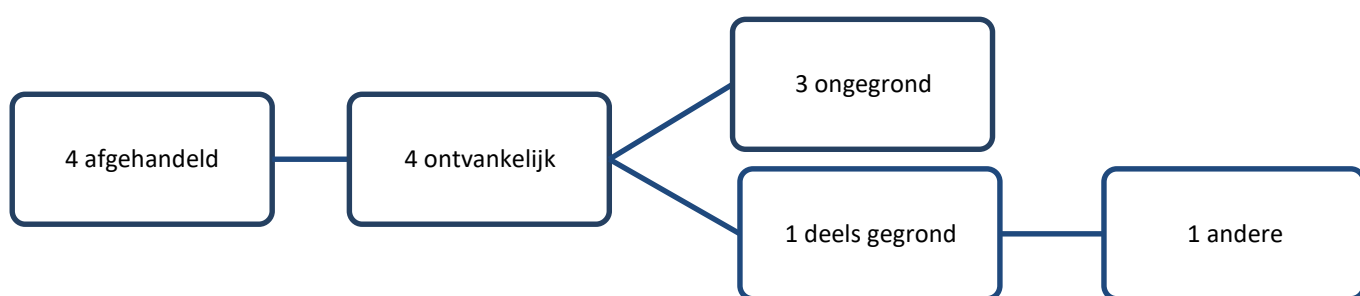 4 afgehandeld
4 ontvankelijk
3 ongegrond
1 deels gegrond
1 andere